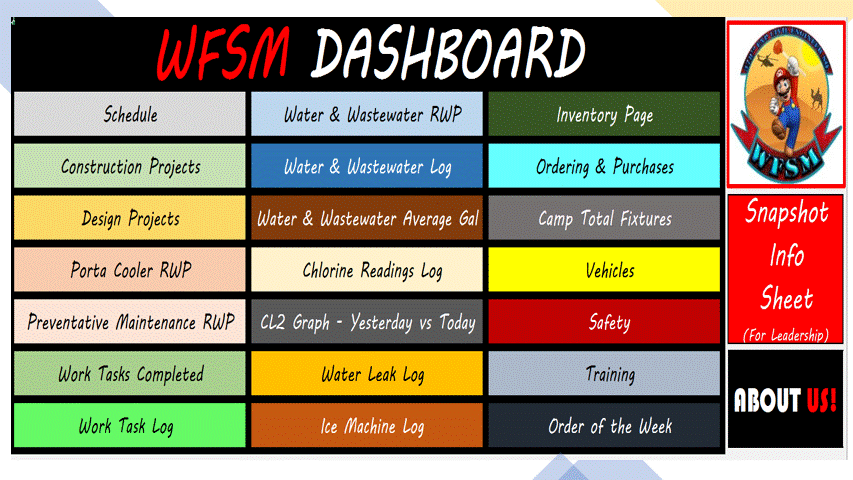 WFSM DASHBOARD
Schedule
Water & Wastewater RWP
Inventory Page
Construction Projects
Water & Wastewater Log
Ordering & Purchases
Design Projects
Water & Wastewater Average Gal
Camp Total Fixtures
Porta Cooler RWP
Chlorine Readings Log
Vehicles
Preventative Maintenance RWP
CL2 Graph - Yesterday vs Today
Safety
Work Tasks Completed
Water Leak Log
Training
Work Task Log
Ice Machine Log
Order of the Week
WFSM
Snapshot
Info
Sheet
(For Leadership)
ABOUT US!